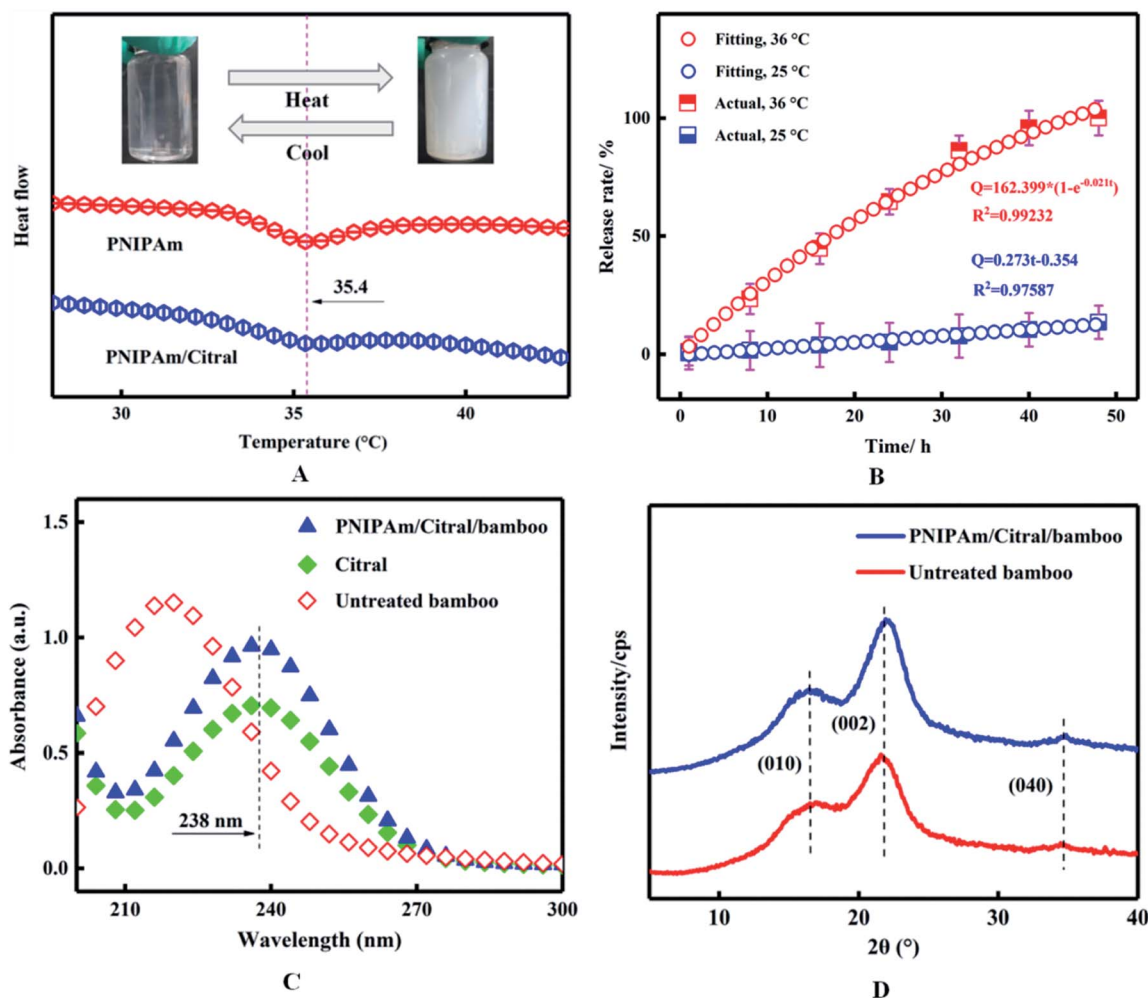 Heat
Cool
PNIPAm
35.4
PNIPAm/Citral
Heat flow
30
35
40
Temperature (°C)
A
Fitting, 36 °C
Fitting, 25 °C
Actual, 36 °C
Actual, 25 °C
Q=162.399*(1-e^-0.021t)
R²=0.99232
Q=0.273t-0.354
R²=0.97587
Release rate/ %
100
50
0
0
10
20
30
40
50
Time/ h
B
PNIPAm/Citral/bamboo
Citral
Untreated bamboo
238 nm
Absorbance (a.u.)
1.5
1.0
0.5
0.0
210
240
270
300
Wavelength (nm)
C
PNIPAm/Citral/bamboo
Untreated bamboo
(002)
(010)
(040)
Intensity/cps
10
20
30
40
2θ (°)
D